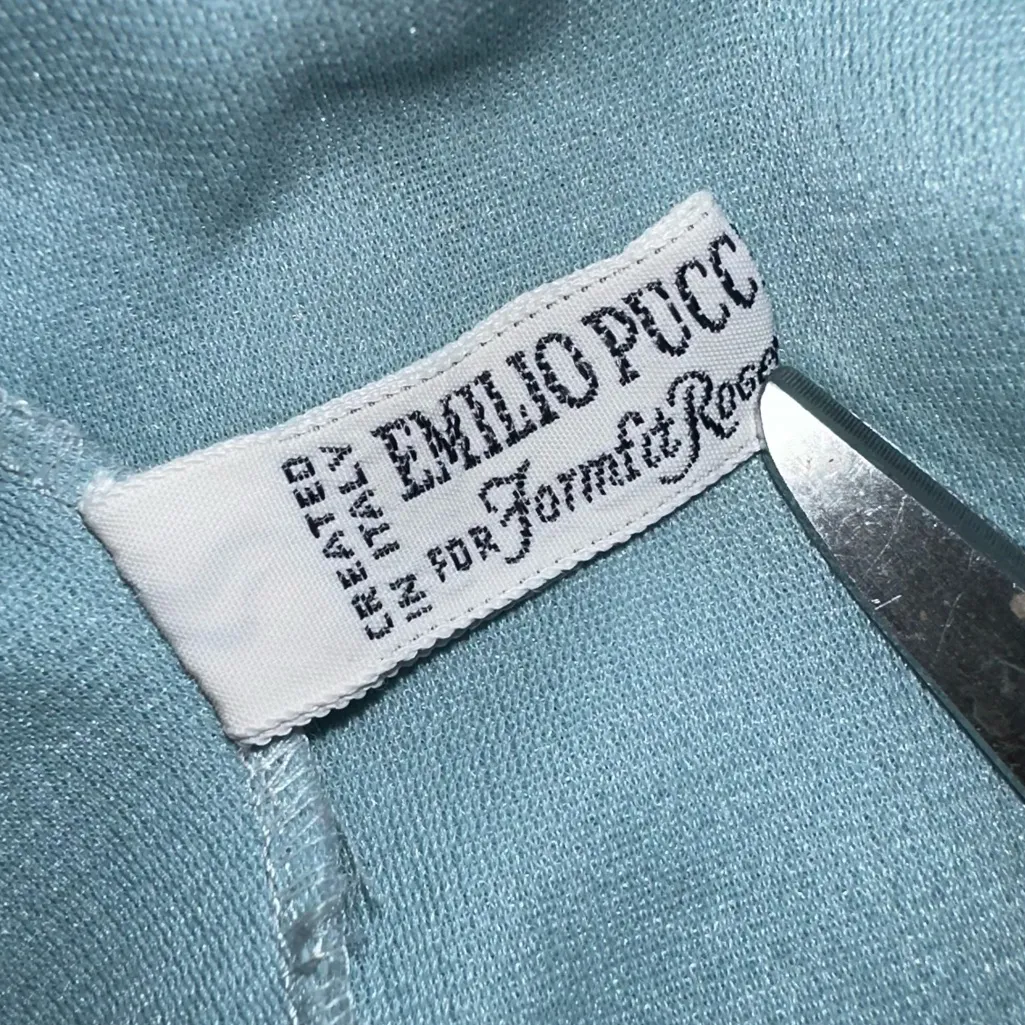 CREATED
IN ITALY
EMILIO PUCC
FOR Formfit Roge